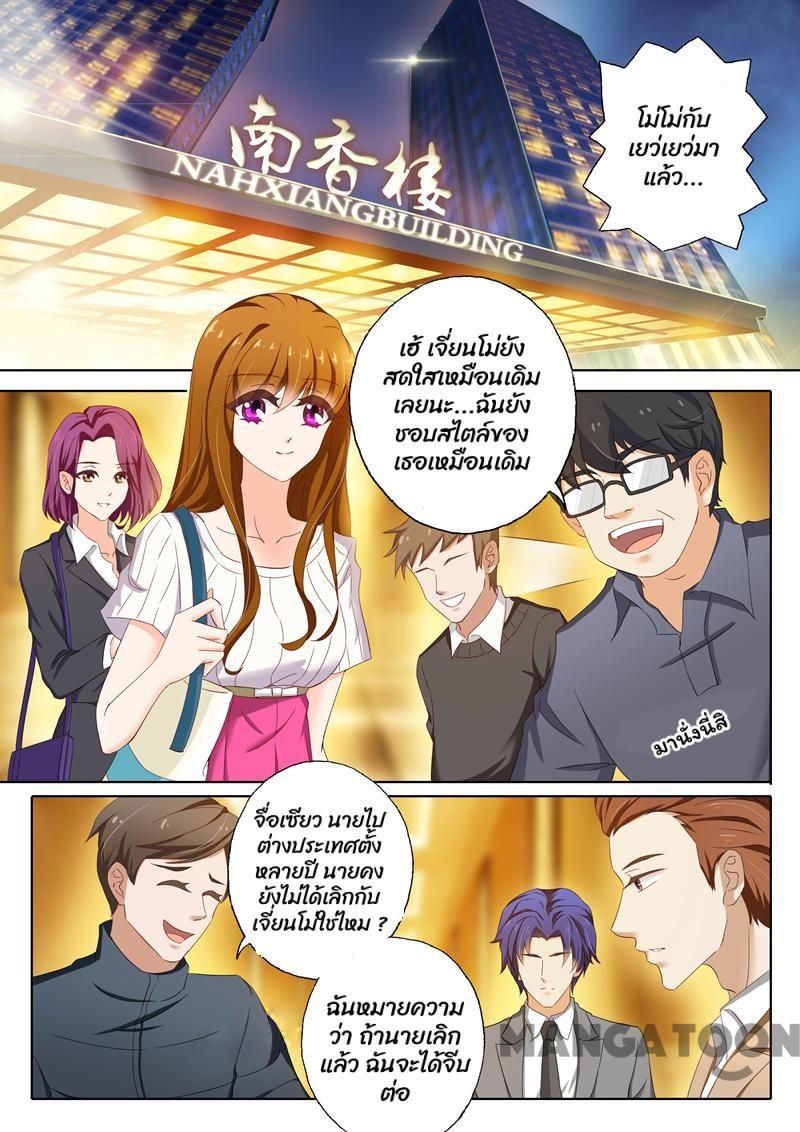 南香楼
NAHXIANGBUILDING
โม่โม่กับ
เยว่เยว่มา
แล้ว...
เฮ้ เจี่ยนโม่ยัง
สดใสเหมือนเดิม
เลยนะ...ฉันยัง
ชอบสไตล์ของ
เธอเหมือนเดิม
มานั่งนี่สิ
จื่อเซียว นายไป
ต่างประเทศตั้ง
หลายปี นายคง
ยังไม่ได้เลิกกับ
เจี่ยนโมใช่ไหม ?
ฉันหมายความ
ว่า ถ้านายเลิก
แล้ว ฉันจะได้จีบ
ต่อ
MANGATOON